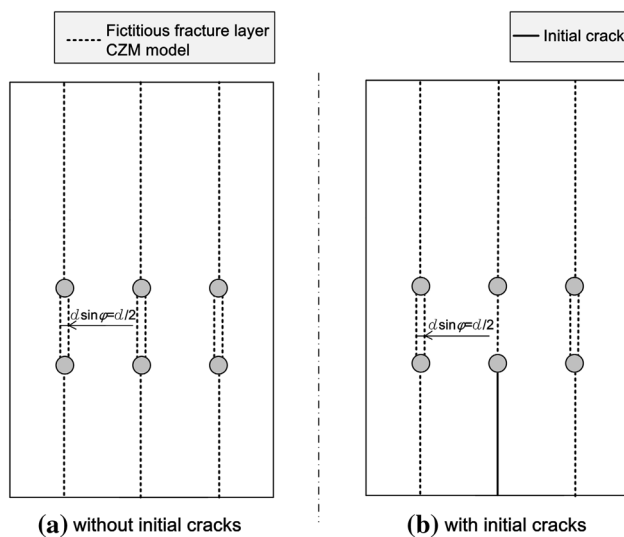 Fictitious fracture layer
CZM model
Initial crack
d sinφ=d/2
d sinφ=d/2
(a) without initial cracks
(b) with initial cracks